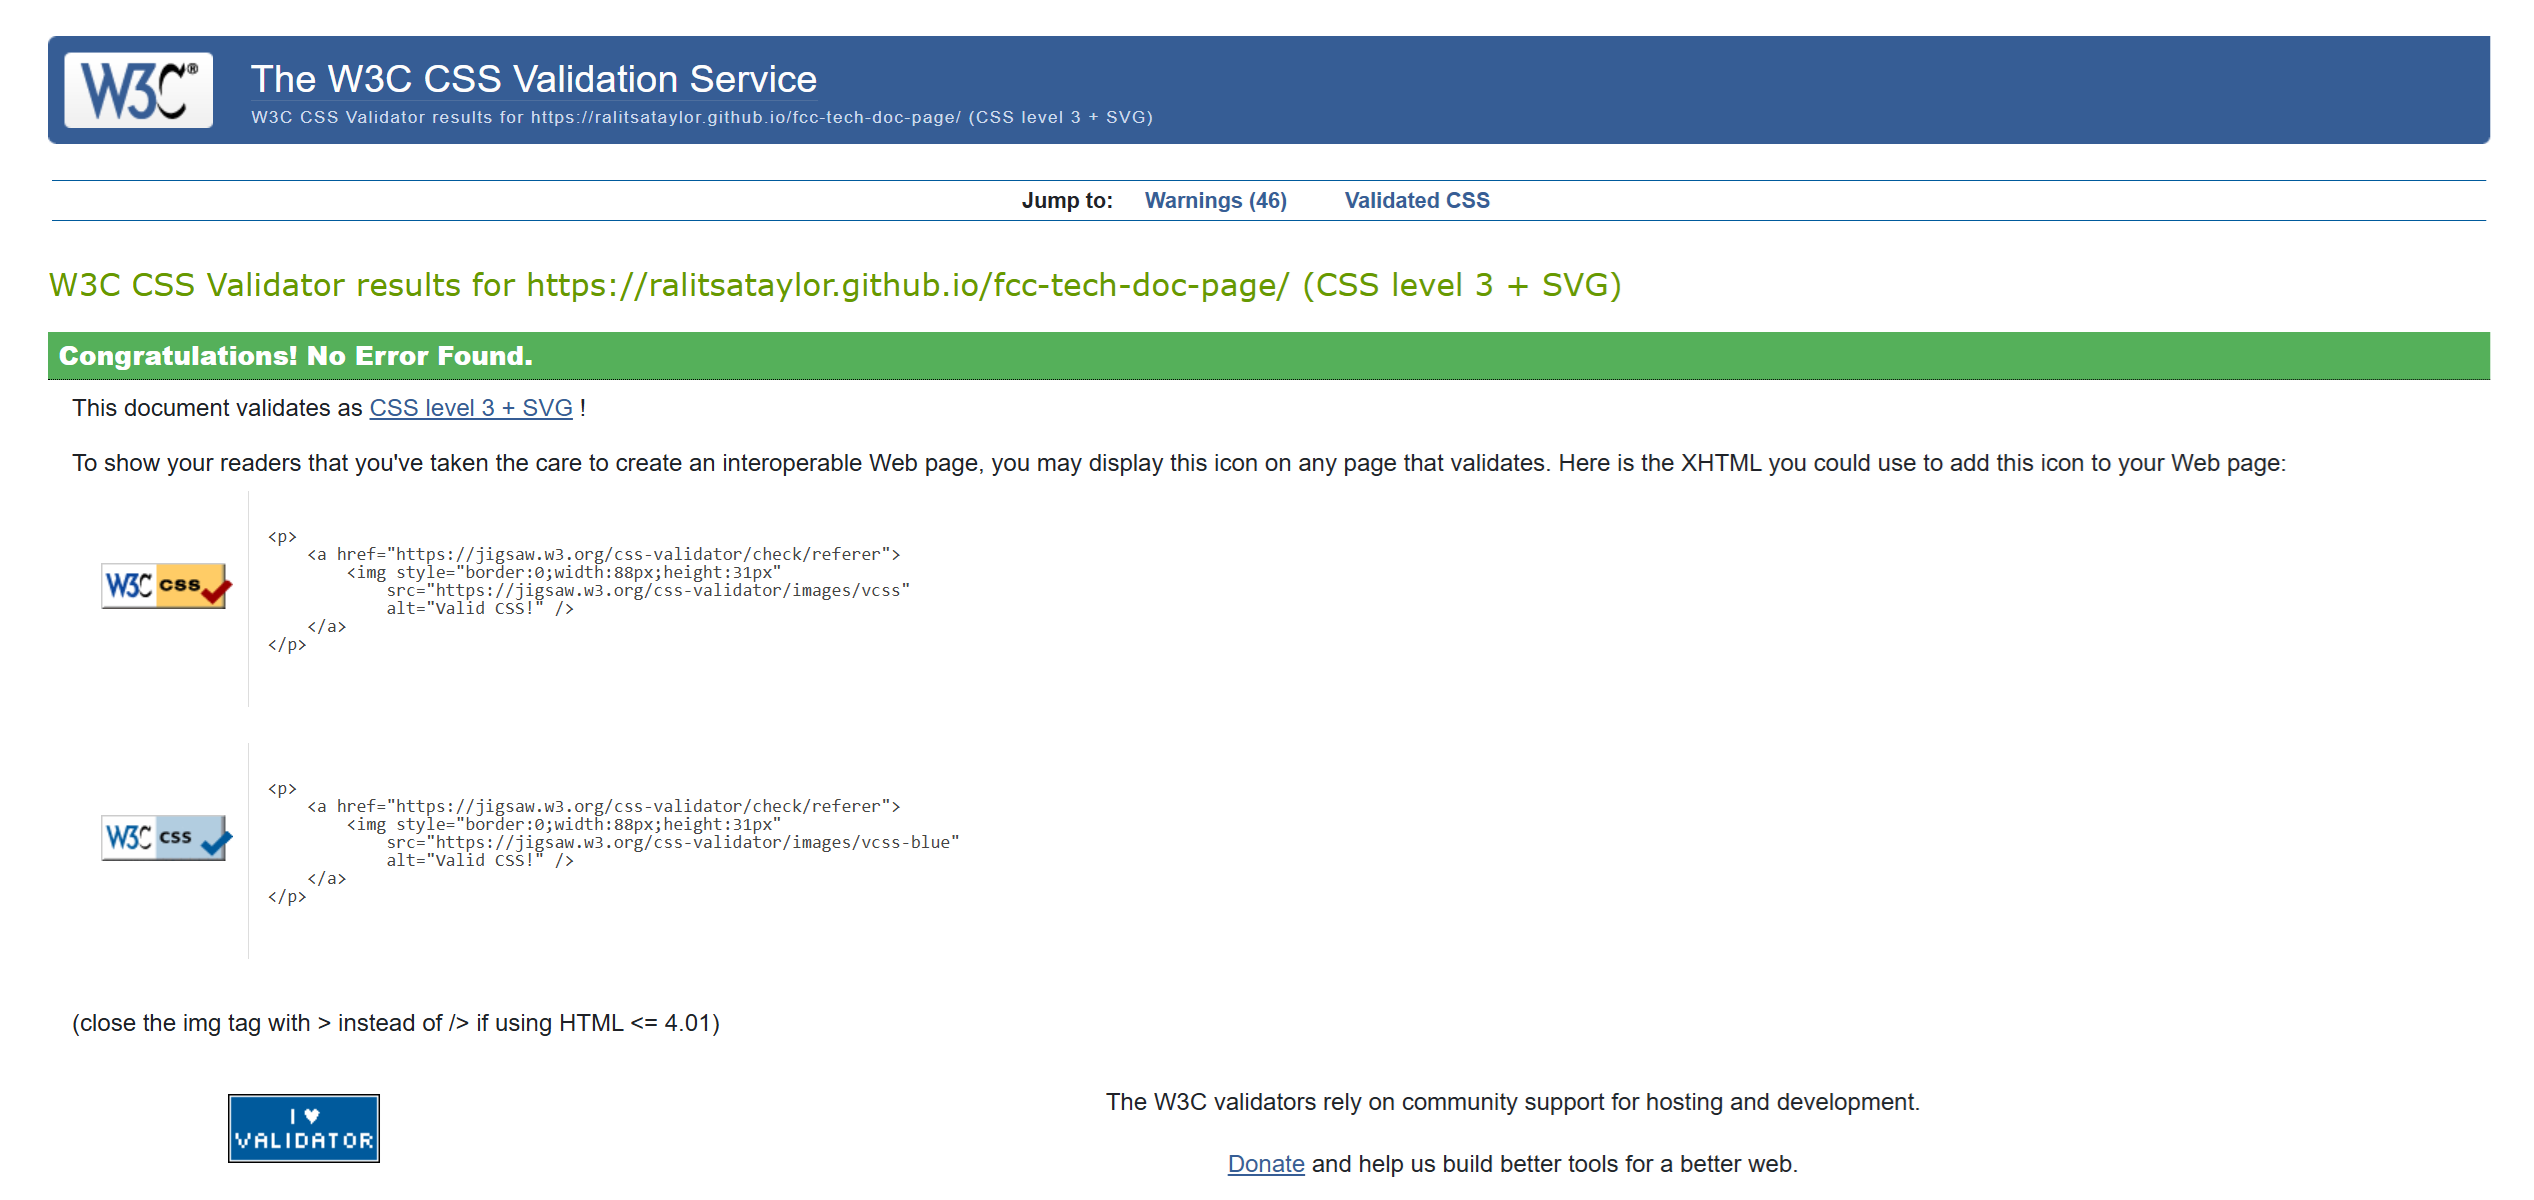 W3C®
The W3C CSS Validation Service
W3C CSS Validator results for https://ralitsataylor.github.io/fcc-tech-doc-page/ (CSS level 3 + SVG)
Jump to: Warnings (46) Validated CSS
W3C CSS Validator results for https://ralitsataylor.github.io/fcc-tech-doc-page/ (CSS level 3 + SVG)
Congratulations! No Error Found.
This document validates as CSS level 3 + SVG !
To show your readers that you've taken the care to create an interoperable Web page, you may display this icon on any page that validates. Here is the XHTML you could use to add this icon to your Web page:
W3C css
<p>
    <a href="https://jigsaw.w3.org/css-validator/check/referer">
        <img style="border:0;width:88px;height:31px"
            src="https://jigsaw.w3.org/css-validator/images/vcss"
            alt="Valid CSS!" />
    </a>
</p>
W3C css
<p>
    <a href="https://jigsaw.w3.org/css-validator/check/referer">
        <img style="border:0;width:88px;height:31px"
            src="https://jigsaw.w3.org/css-validator/images/vcss-blue"
            alt="Valid CSS!" />
    </a>
</p>
(close the img tag with > instead of /> if using HTML <= 4.01)
I ♥
VALIDATOR
The W3C validators rely on community support for hosting and development.
Donate and help us build better tools for a better web.